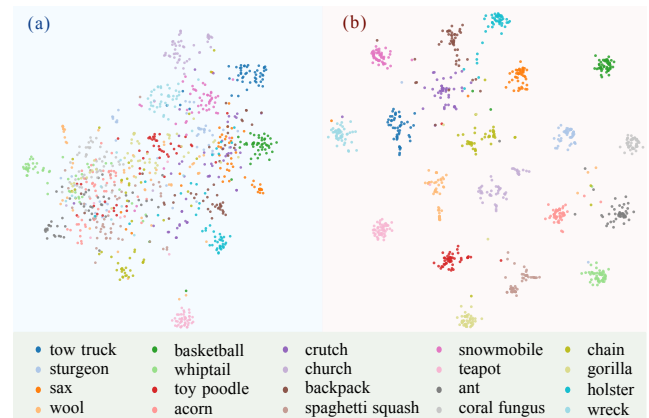 (a) (b)
tow truck basketball crutch snowmobile chain
sturgeon whiptail church teapot gorilla
sax toy poodle backpack ant holster
wool acorn spaghetti squash coral fungus wreck